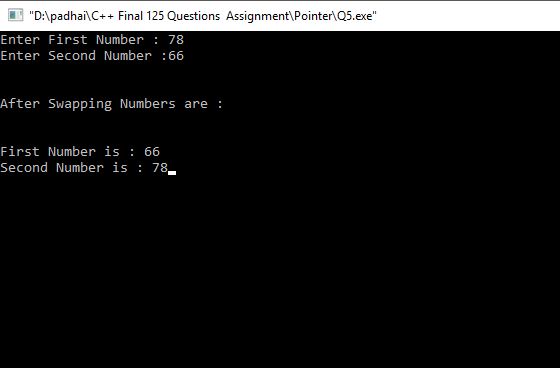 "D:\padhai\C++ Final 125 Questions  Assignment\Pointer\Q5.exe"
Enter First Number : 78
Enter Second Number :66
After Swapping Numbers are :
First Number is : 66
Second Number is : 78